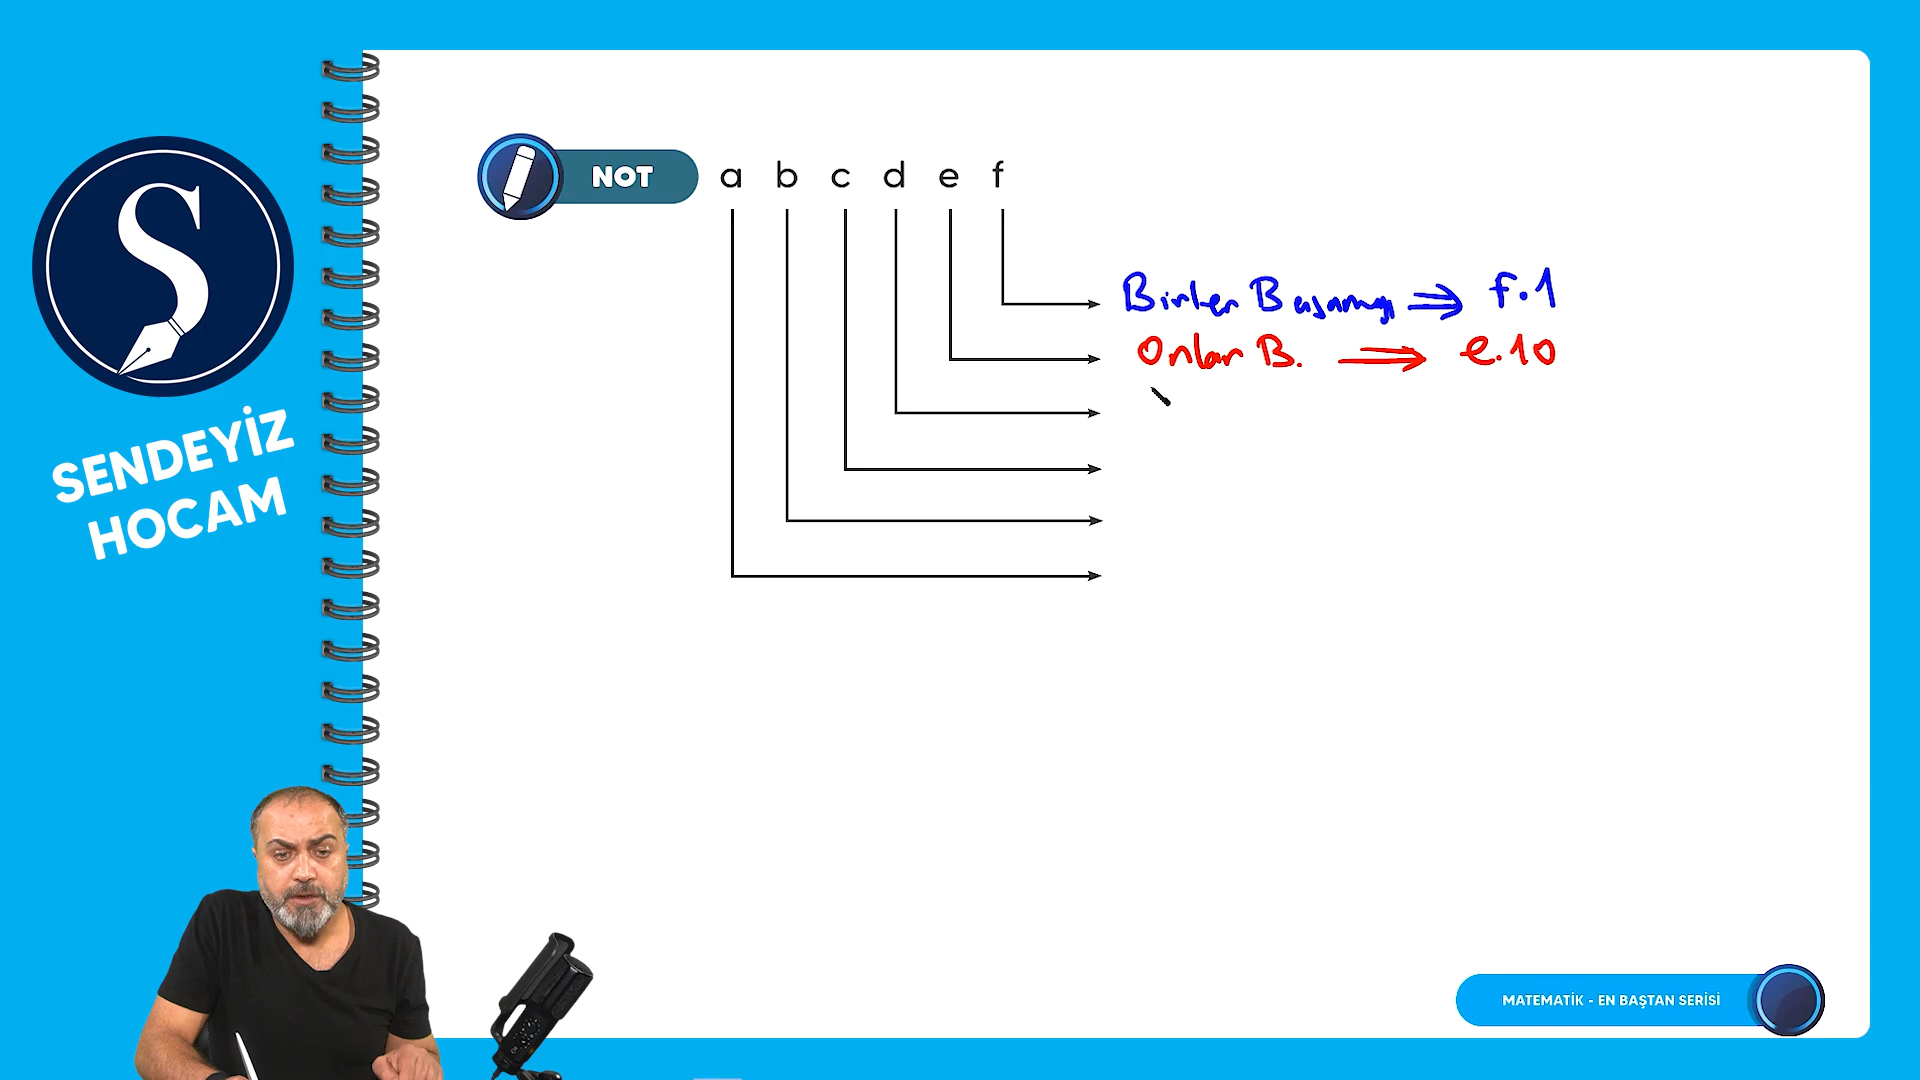 NOT a b c d e f
Birler Basamağı ⇒ f.1
Onlar B. ⇒ e.10
S
SENDEYİZ
HOCAM
MATEMATİK - EN BAŞTAN SERİSİ